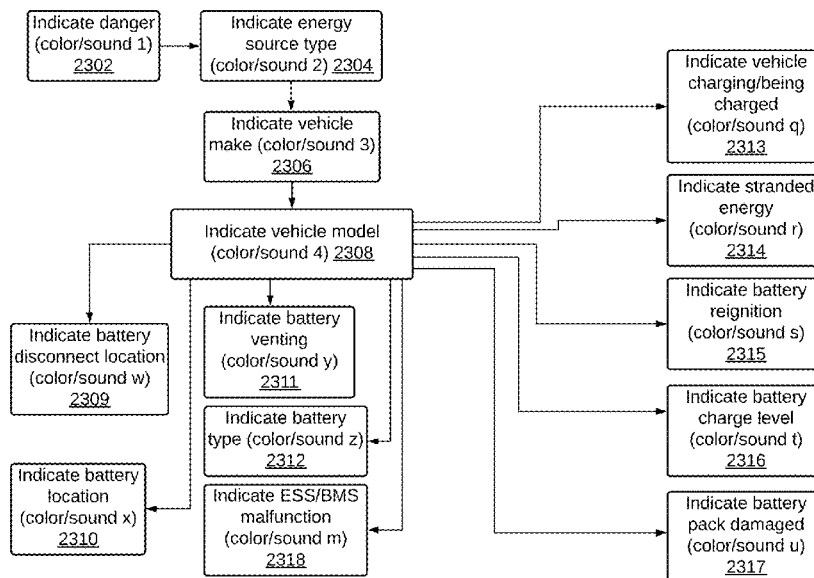 Indicate danger
(color/sound 1)
2302
Indicate energy
source type
(color/sound 2) 2304
Indicate vehicle
make (color/sound 3)
2306
Indicate vehicle model
(color/sound 4) 2308
Indicate battery
disconnect location
(color/sound w)
2309
Indicate battery
location
(color/sound x)
2310
Indicate battery
venting
(color/sound y)
2311
Indicate battery
type (color/sound z)
2312
Indicate ESS/BMS
malfunction
(color/sound m)
2318
Indicate vehicle
charging/being
charged
(color/sound q)
2313
Indicate stranded
energy
(color/sound r)
2314
Indicate battery
reignition
(color/sound s)
2315
Indicate battery
charge level
(color/sound t)
2316
Indicate battery
pack damaged
(color/sound u)
2317